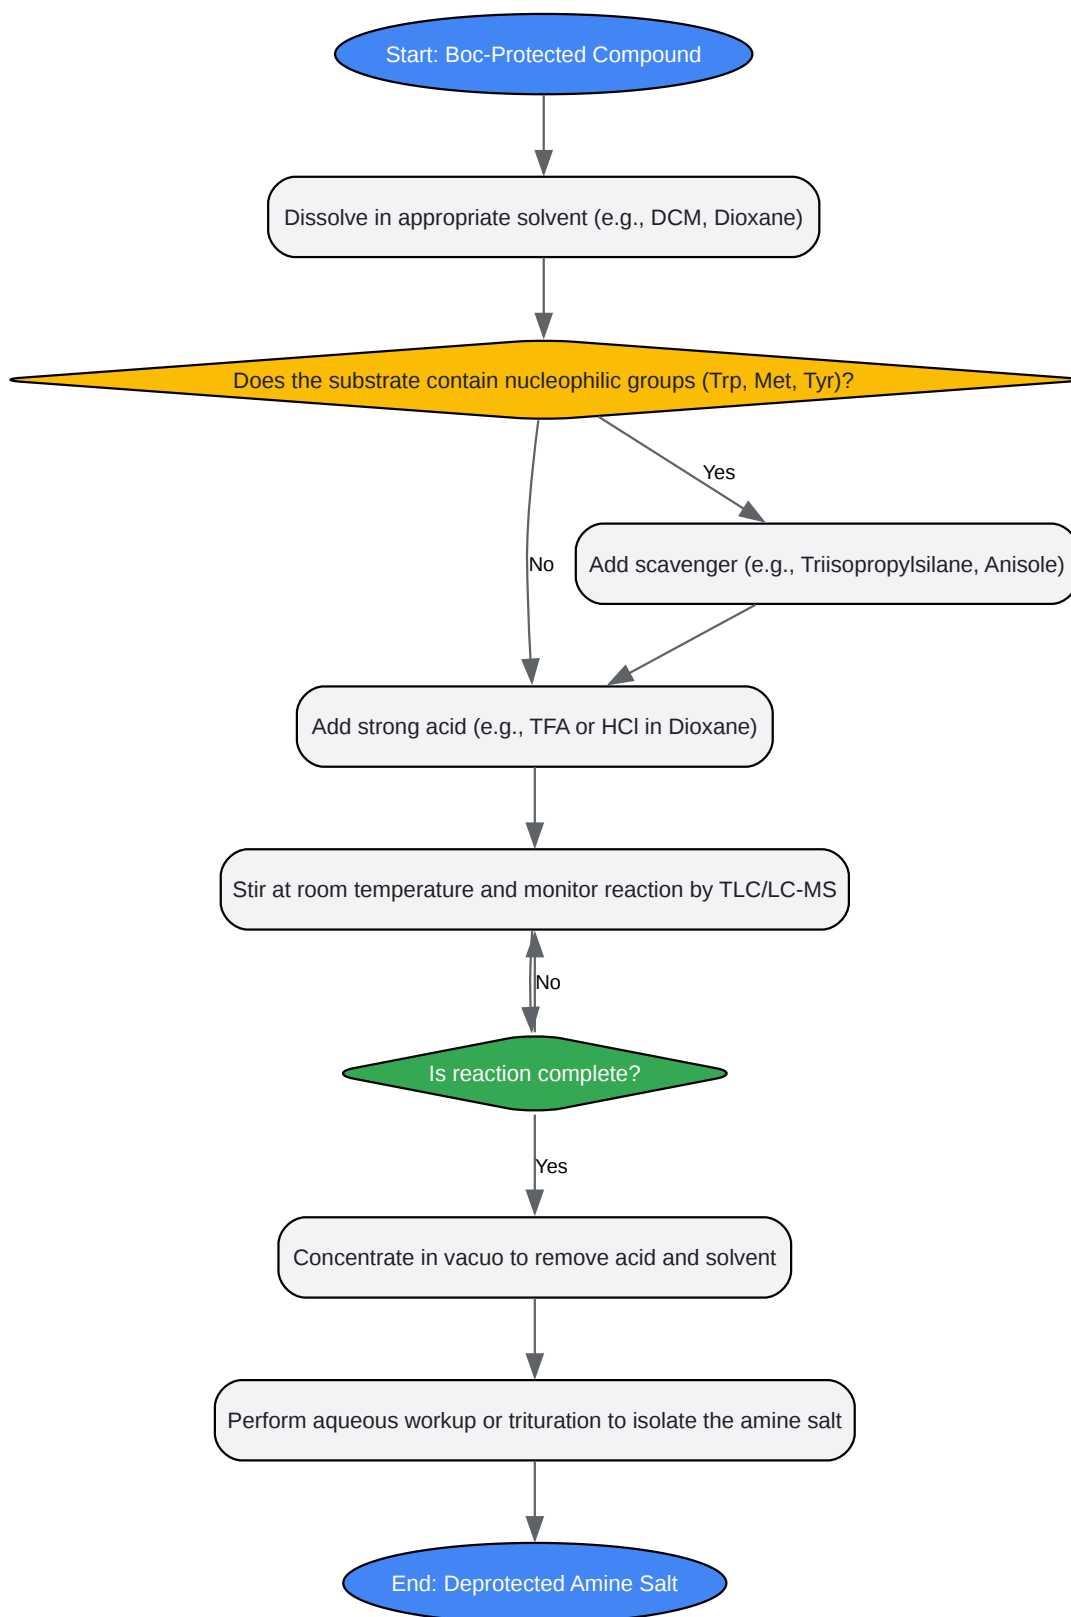 Start: Boc-Protected Compound
Dissolve in appropriate solvent (e.g., DCM, Dioxane)
Does the substrate contain nucleophilic groups (Trp, Met, Tyr)?
Yes
No
Add scavenger (e.g., Triisopropylsilane, Anisole)
Add strong acid (e.g., TFA or HCl in Dioxane)
Stir at room temperature and monitor reaction by TLC/LC-MS
No
Is reaction complete?
Yes
Concentrate in vacuo to remove acid and solvent
Perform aqueous workup or trituration to isolate the amine salt
End: Deprotected Amine Salt